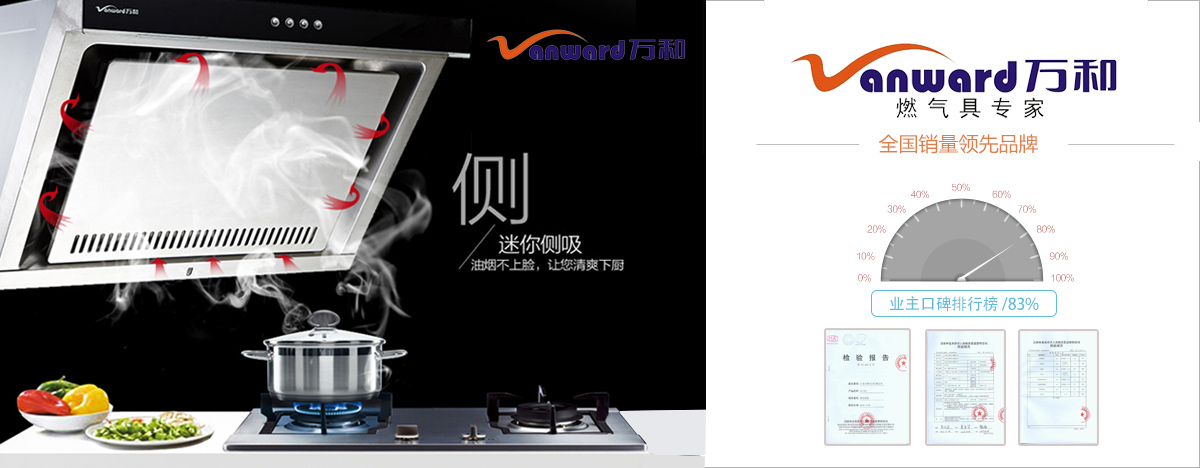 Vanward万和
Vanward万和
侧
迷你侧吸
油烟不上脸，让您清爽下厨
Vanward万和
燃气具专家
全国销量领先品牌
0%
10%
20%
30%
40%
50%
60%
70%
80%
90%
100%
业主口碑排行榜 /83%
检验报告